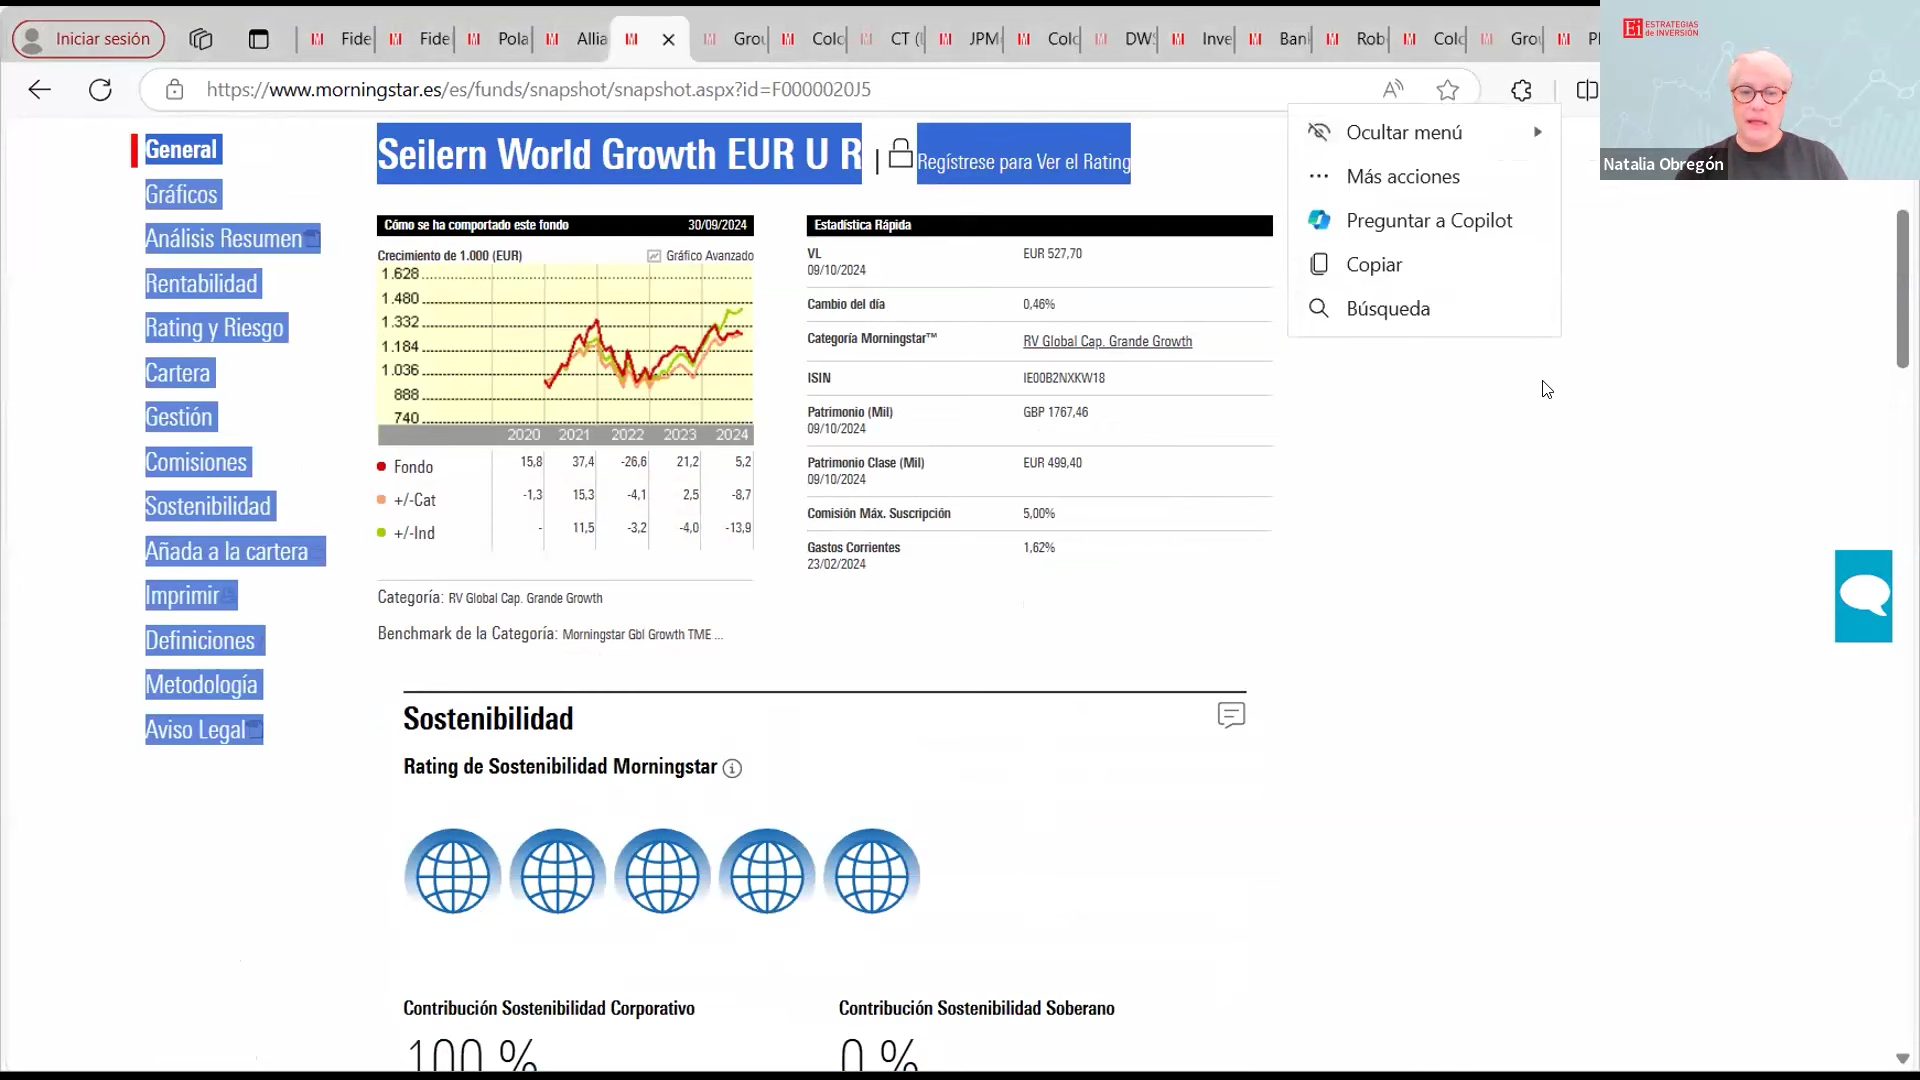 Iniciar sesión
Fide
Fide
Pola
Allia
Grou
Colo
CT (
JPM
Colo
DWS
Inve
Ban
Rob
Colo
Grou
https://www.morningstar.es/es/funds/snapshot/snapshot.aspx?id=F0000020J5
ESTRATEGIAS
de INVERSIÓN
Natalia Obregón
Ocultar menú
Más acciones
Preguntar a Copilot
Copiar
Búsqueda
General
Gráficos
Análisis Resumen
Rentabilidad
Rating y Riesgo
Cartera
Gestión
Comisiones
Sostenibilidad
Añada a la cartera
Imprimir
Definiciones
Metodología
Aviso Legal
Seilern World Growth EUR U R | Regístrese para Ver el Rating
Cómo se ha comportado este fondo 30/09/2024
Crecimiento de 1.000 (EUR) Gráfico Avanzado
1.628
1.480
1.332
1.184
1.036
888
740
2020 2021 2022 2023 2024
Fondo 15,8 37,4 -26,6 21,2 5,2
+/-Cat -1,3 15,3 -4,1 2,5 -8,7
+/-Ind - 11,5 -3,2 -4,0 -13,9
Categoría: RV Global Cap. Grande Growth
Benchmark de la Categoría: Morningstar Gbl Growth TME ...
Estadística Rápida
VL EUR 527,70
09/10/2024
Cambio del día 0,46%
Categoría Morningstar™ RV Global Cap. Grande Growth
ISIN IE00B2NXKW18
Patrimonio (Mil) GBP 1767,46
09/10/2024
Patrimonio Clase (Mil) EUR 499,40
09/10/2024
Comisión Máx. Suscripción 5,00%
Gastos Corrientes 1,62%
23/02/2024
Sostenibilidad
Rating de Sostenibilidad Morningstar
Contribución Sostenibilidad Corporativo
100 %
Contribución Sostenibilidad Soberano
0 %